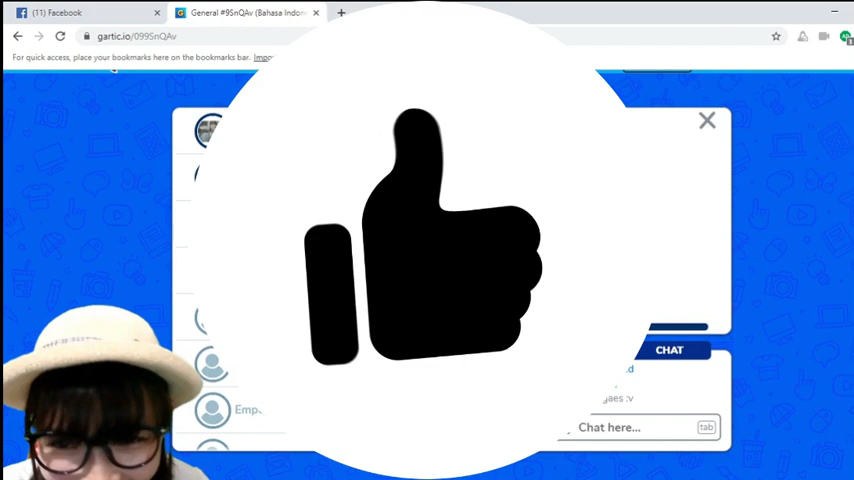 (11) Facebook
General #9SnQAv (Bahasa Indon
gartic.io/099SnQAv
For quick access, place your bookmarks here on the bookmarks bar.
CHAT
gaes :v
Chat here...
tab